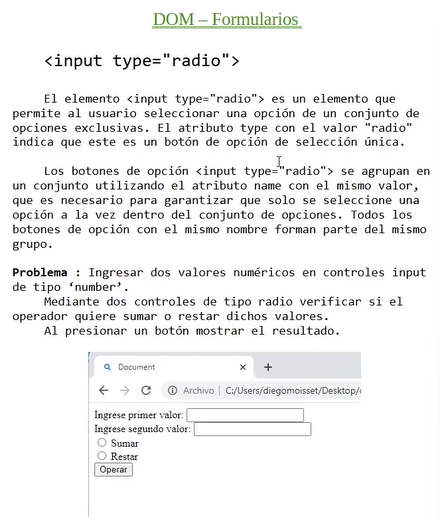 DOM – Formularios
<input type="radio">
El elemento <input type="radio"> es un elemento que
permite al usuario seleccionar una opción de un conjunto de
opciones exclusivas. El atributo type con el valor "radio"
indica que este es un botón de opción de selección única.
Los botones de opción <input type="radio"> se agrupan en
un conjunto utilizando el atributo name con el mismo valor,
que es necesario para garantizar que solo se seleccione una
opción a la vez dentro del conjunto de opciones. Todos los
botones de opción con el mismo nombre forman parte del mismo
grupo.
Problema : Ingresar dos valores numéricos en controles input
de tipo ‘number’.
Mediante dos controles de tipo radio verificar si el
operador quiere sumar o restar dichos valores.
Al presionar un botón mostrar el resultado.
Document
Archivo | C:/Users/diegomoisset/Desktop/
Ingrese primer valor:
Ingrese segundo valor:
Sumar
Restar
Operar